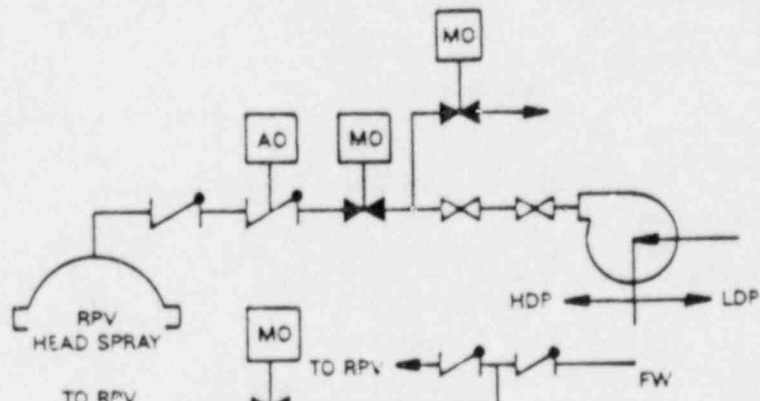 MO
AO
MO
HDP
LDP
RPV
HEAD SPRAY
MO
TO RPV
FW
TO RPV